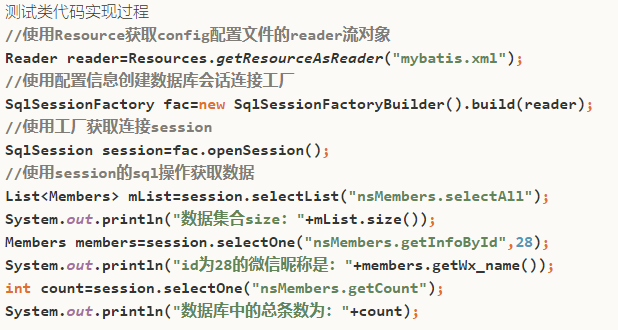 测试类代码实现过程
//使用Resource获取config配置文件的reader流对象
Reader reader=Resources.getResourceAsReader("mybatis.xml");
//使用配置信息创建数据库会话连接工厂
SqlSessionFactory fac=new SqlSessionFactoryBuilder().build(reader);
//使用工厂获取连接session
SqlSession session=fac.openSession();
//使用session的sql操作获取数据
List<Members> mList=session.selectList("nsMembers.selectAll");
System.out.println("数据集合size："+mList.size());
Members members=session.selectOne("nsMembers.getInfoById",28);
System.out.println("id为28的微信昵称是："+members.getWx_name());
int count=session.selectOne("nsMembers.getCount");
System.out.println("数据库中的总条数为："+count);